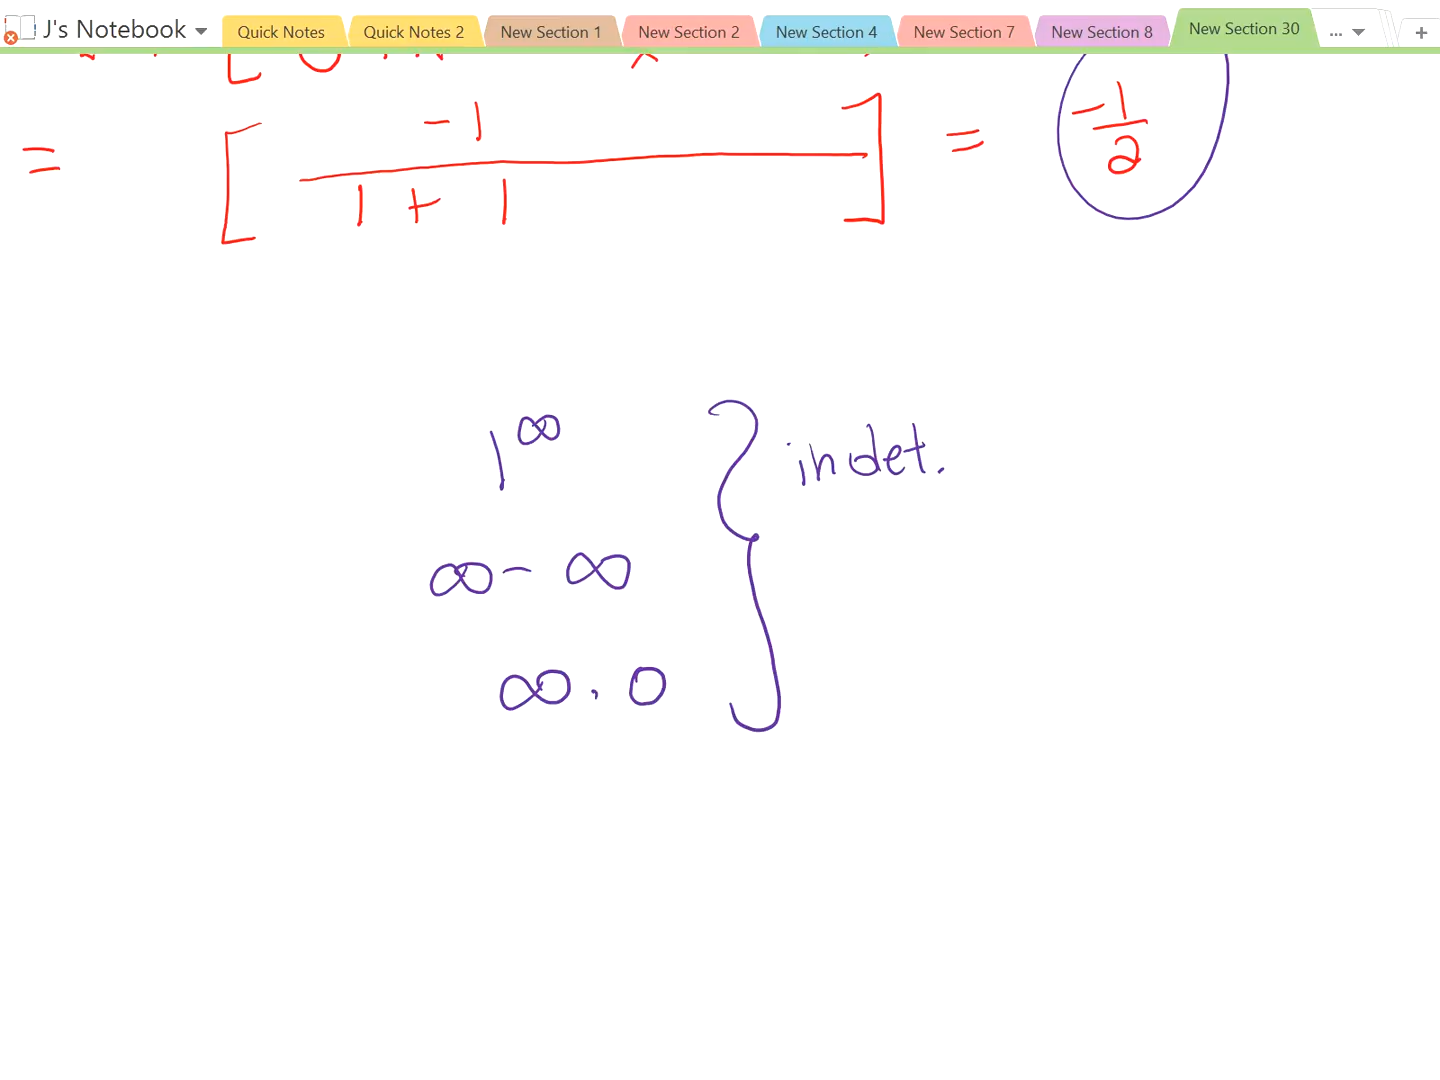 J's Notebook Quick Notes Quick Notes 2 New Section 1 New Section 2 New Section 4 New Section 7 New Section 8 New Section 30 ... +
= [ -1 / 1 + 1 ] = -1/2
1^∞ } indet.
∞ - ∞
∞ . 0